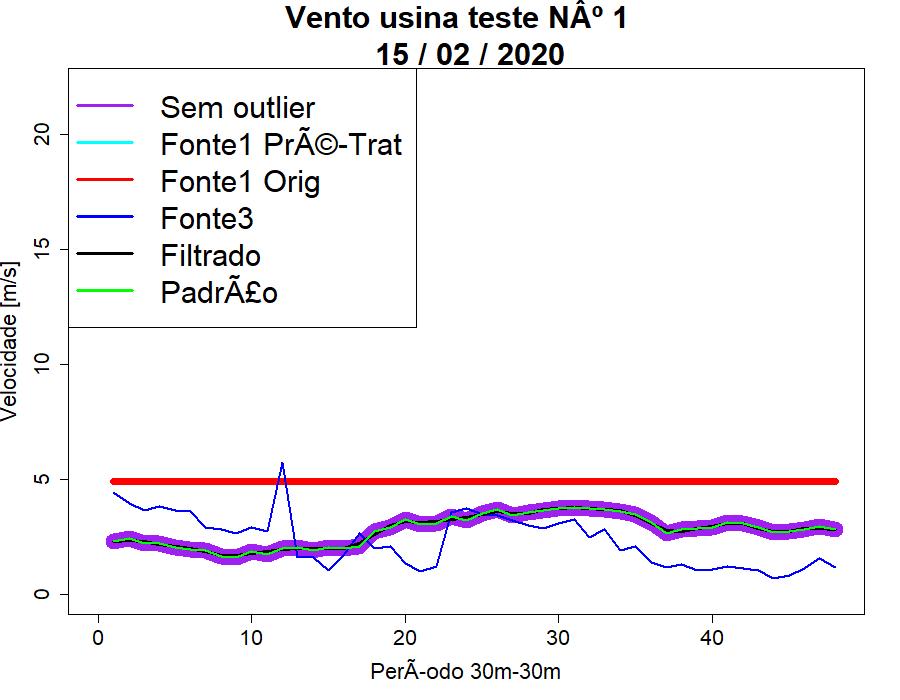 Vento usina teste NÂº 1
15 / 02 / 2020
Sem outlier
Fonte1 PrÃ©-Trat
Fonte1 Orig
Fonte3
Filtrado
PadrÃ£o
Velocidade [m/s]
20
15
10
5
0
0 10 20 30 40
PerÃ-odo 30m-30m